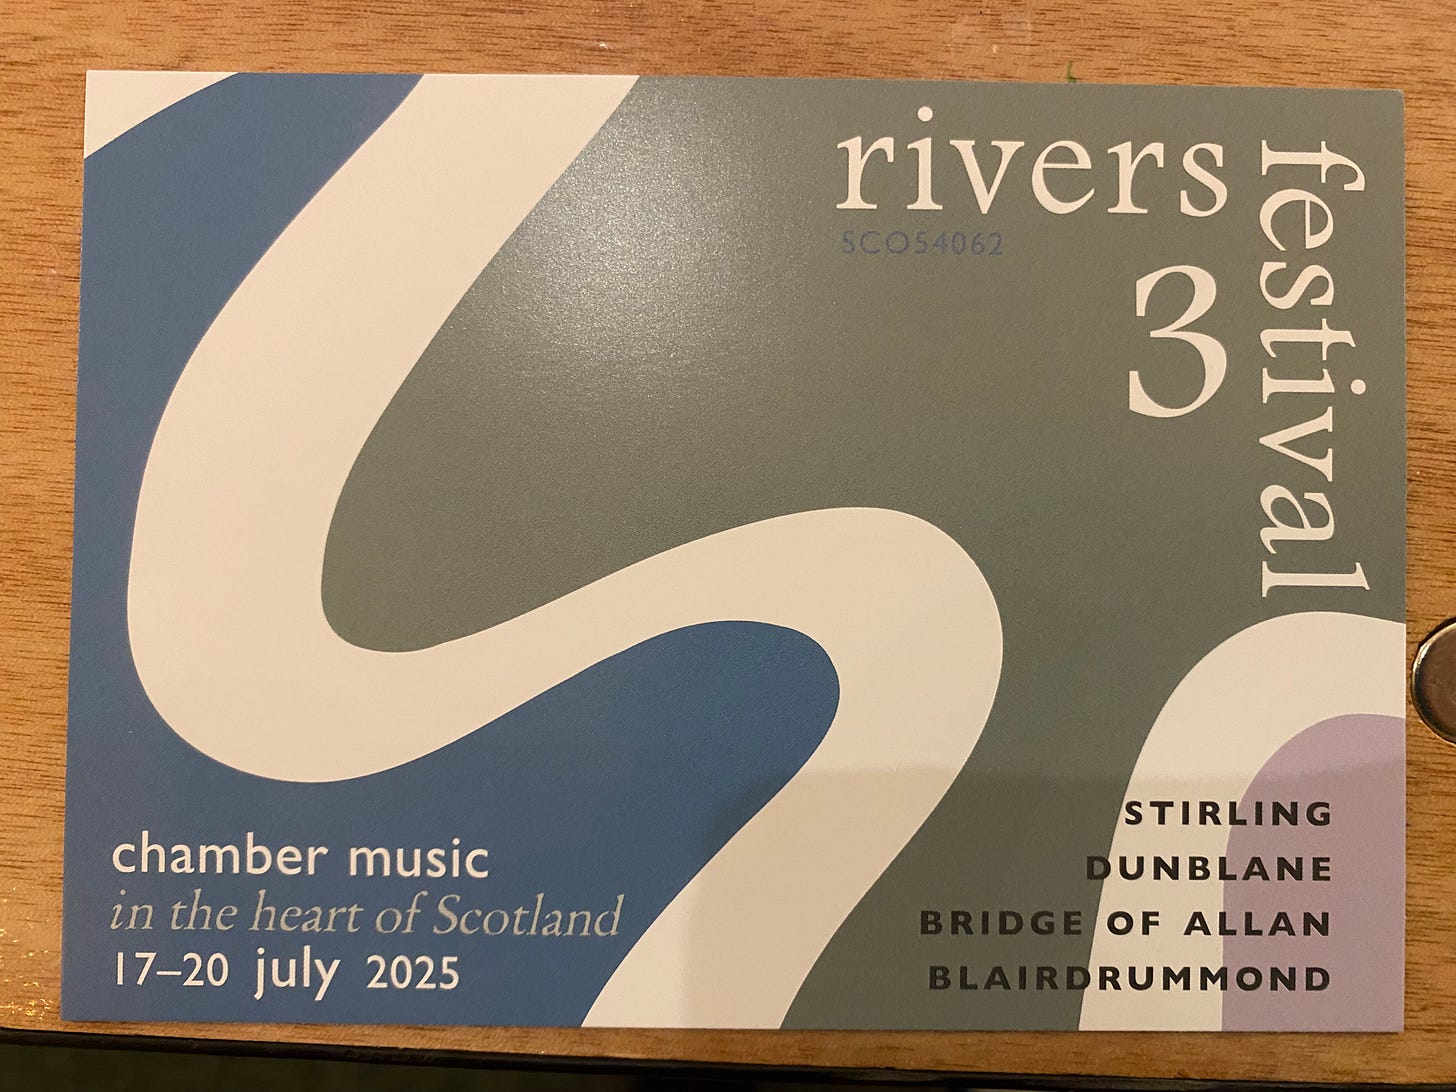 rivers
festival
SCO54062
3
chamber music
in the heart of Scotland
17–20 july 2025
STIRLING
DUNBLANE
BRIDGE OF ALLAN
BLAIRDRUMMOND